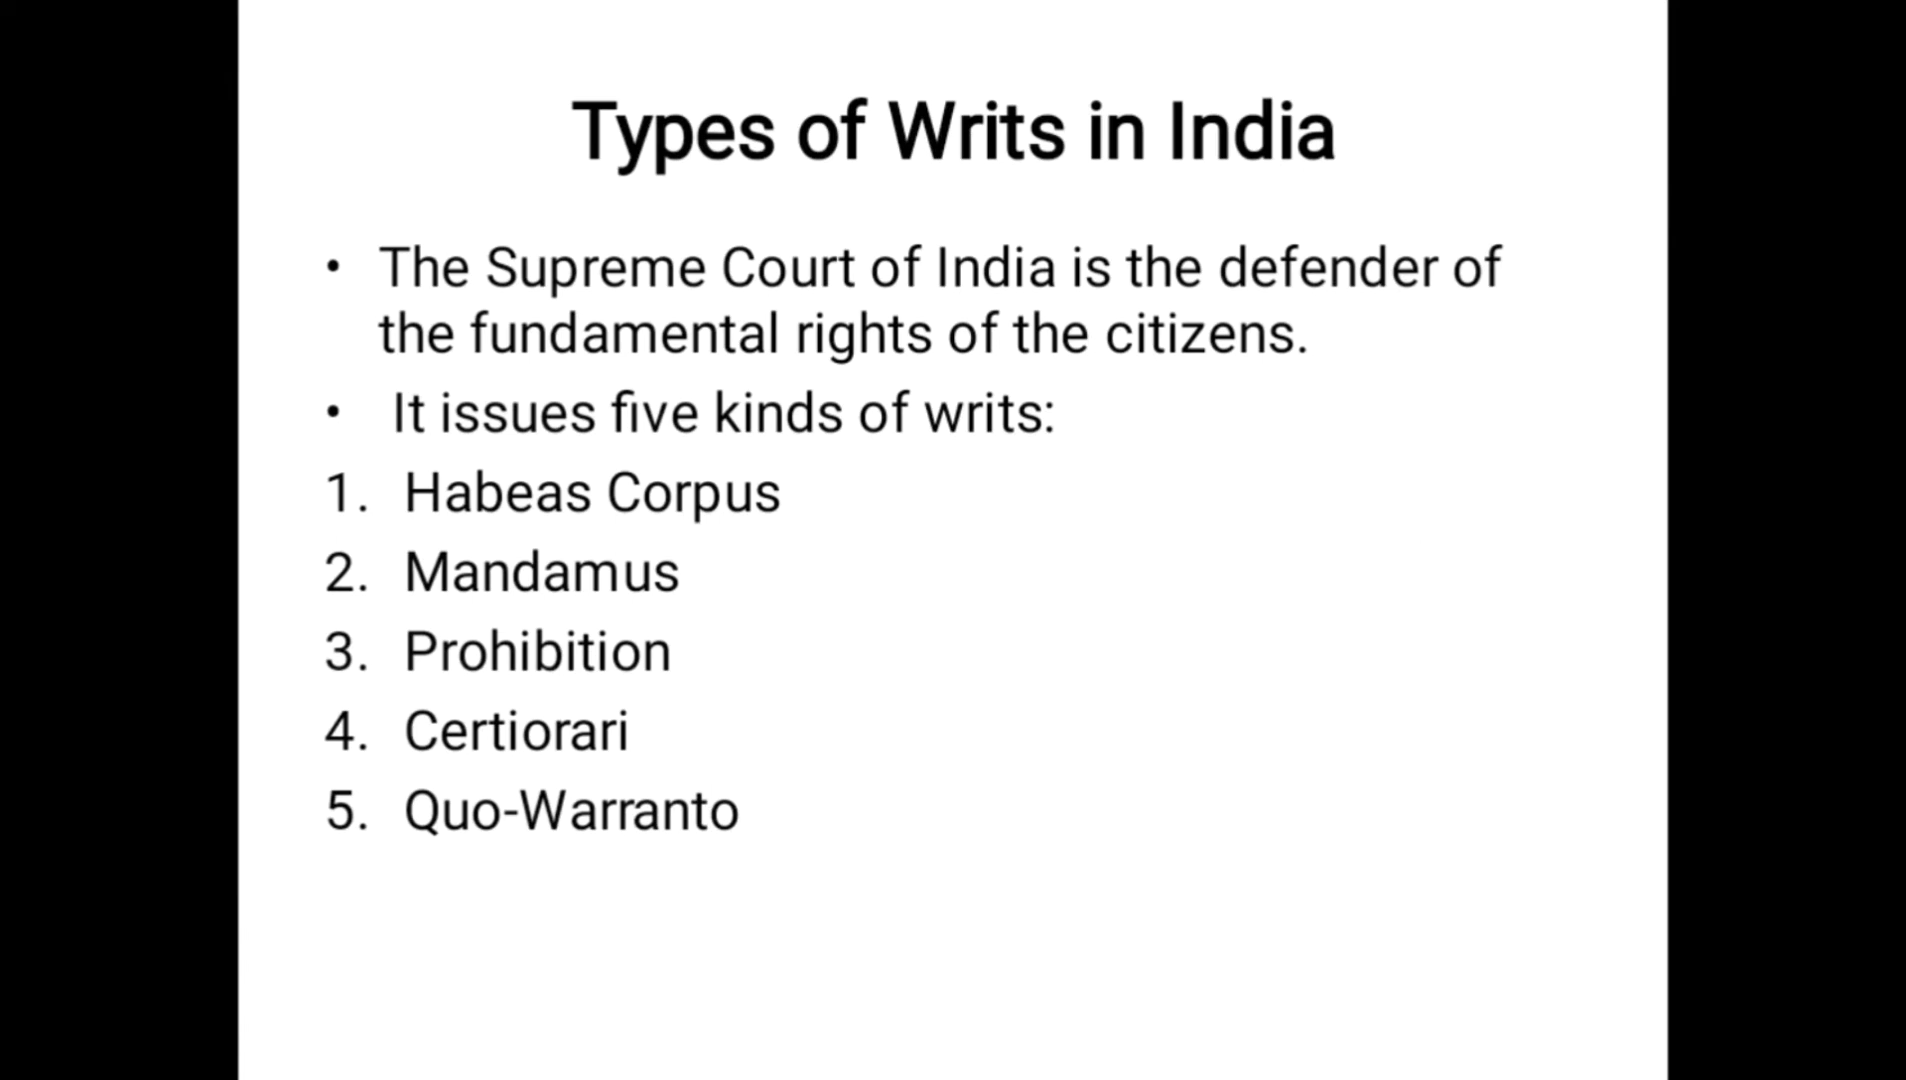 Types of Writs in India
• The Supreme Court of India is the defender of
the fundamental rights of the citizens.
• It issues five kinds of writs:
1. Habeas Corpus
2. Mandamus
3. Prohibition
4. Certiorari
5. Quo-Warranto